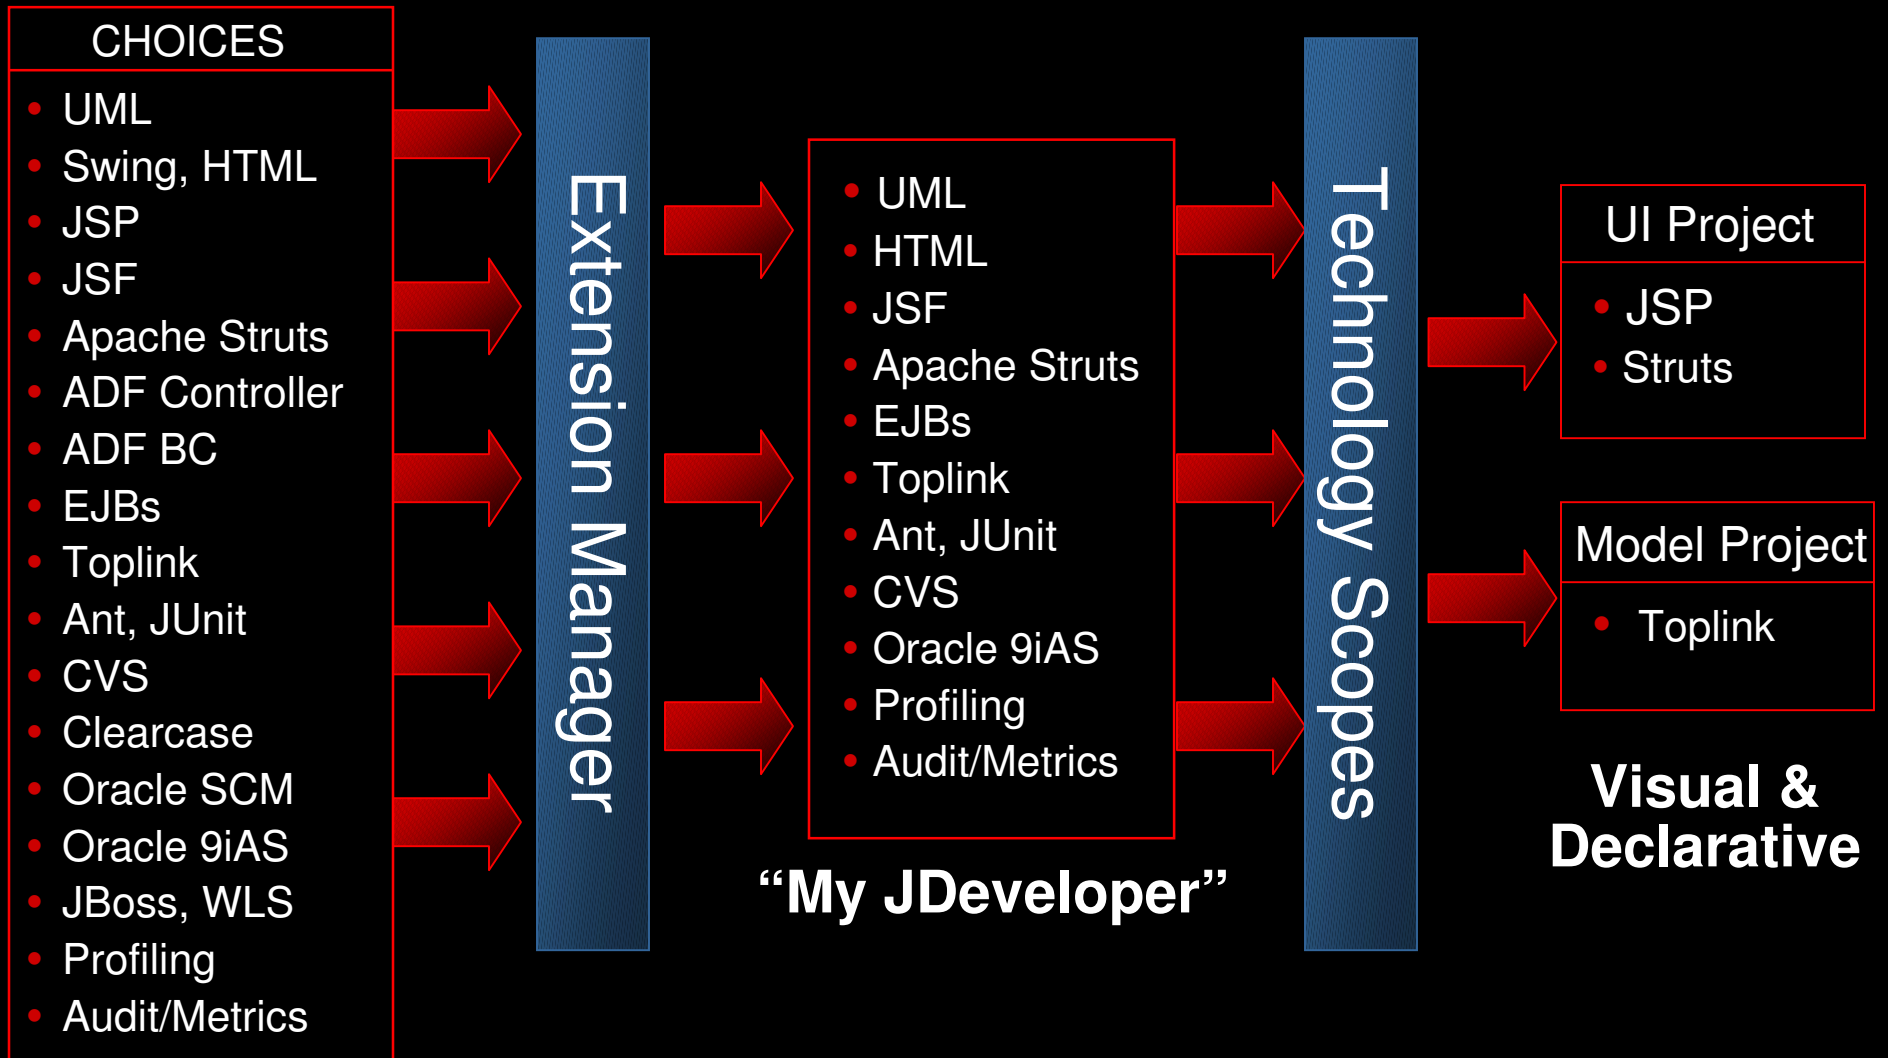 CHOICES
• UML
• Swing, HTML
• JSP
• JSF
• Apache Struts
• ADF Controller
• ADF BC
• EJBs
• Toplink
• Ant, JUnit
• CVS
• Clearcase
• Oracle SCM
• Oracle 9iAS
• JBoss, WLS
• Profiling
• Audit/Metrics
Extension Manager
• UML
• HTML
• JSF
• Apache Struts
• EJBs
• Toplink
• Ant, JUnit
• CVS
• Oracle 9iAS
• Profiling
• Audit/Metrics
“My JDeveloper”
Technology Scopes
UI Project
• JSP
• Struts
Model Project
• Toplink
Visual &
Declarative